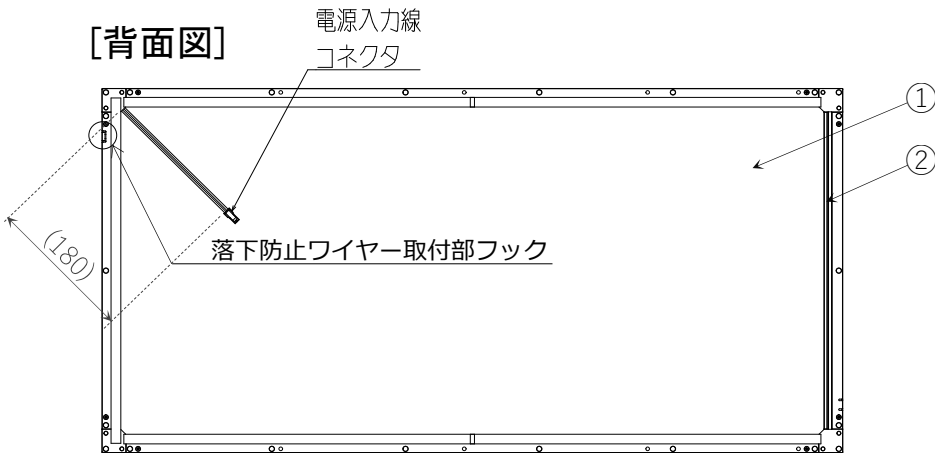 [背面図]
電源入力線
コネクタ
①
②
落下防止ワイヤー取付部フック
(180)